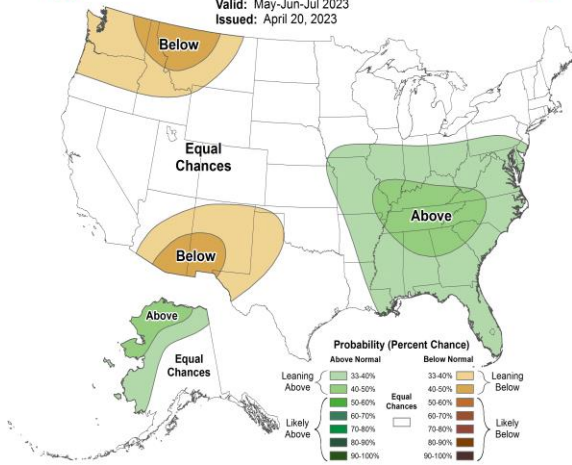 Valid: May-Jun-Jul 2023
Issued: April 20, 2023
Below
Equal
Chances
Above
Below
Above
Equal
Chances
Probability (Percent Chance)
Above Normal
Below Normal
Leaning
Above
33-40%
40-50%
Likely
Above
50-60%
60-70%
70-80%
80-90%
90-100%
Equal
Chances
33-40%
40-50%
Leaning
Below
50-60%
60-70%
70-80%
80-90%
90-100%
Likely
Below